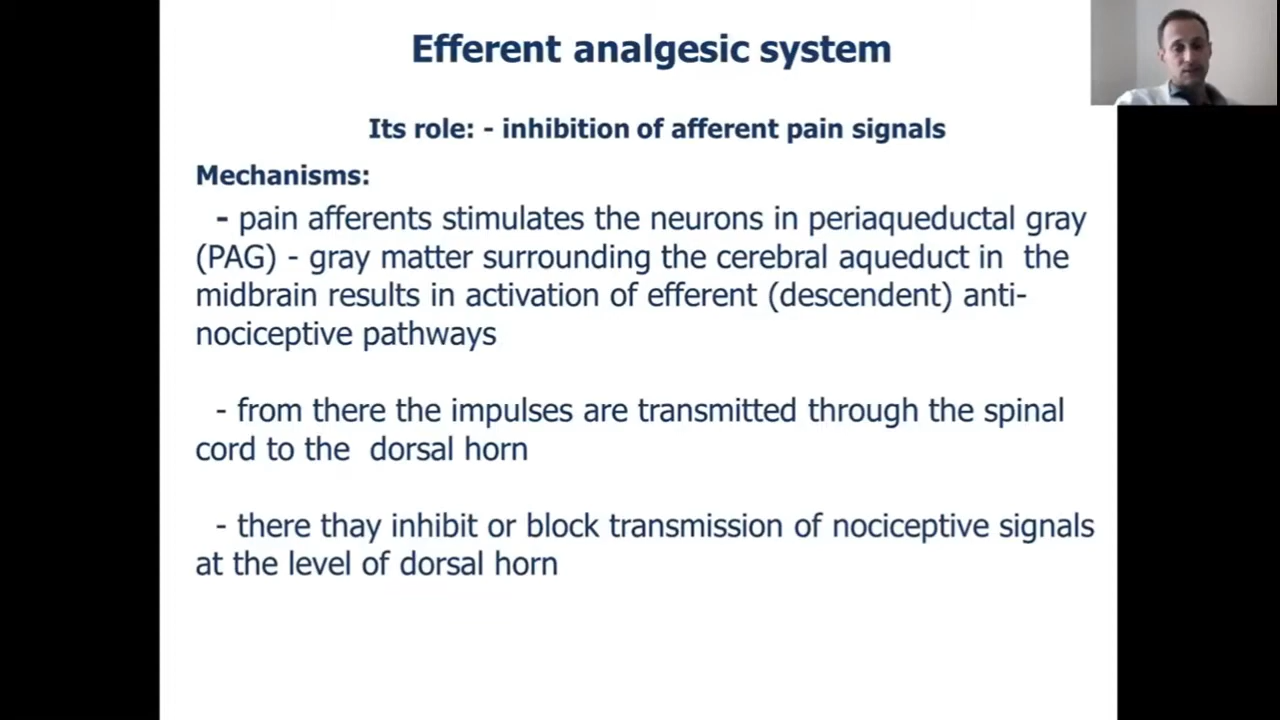 Efferent analgesic system
Its role: - inhibition of afferent pain signals
Mechanisms:
- pain afferents stimulates the neurons in periaqueductal gray
(PAG) - gray matter surrounding the cerebral aqueduct in the
midbrain results in activation of efferent (descendent) anti-
nociceptive pathways
- from there the impulses are transmitted through the spinal
cord to the dorsal horn
- there thay inhibit or block transmission of nociceptive signals
at the level of dorsal horn